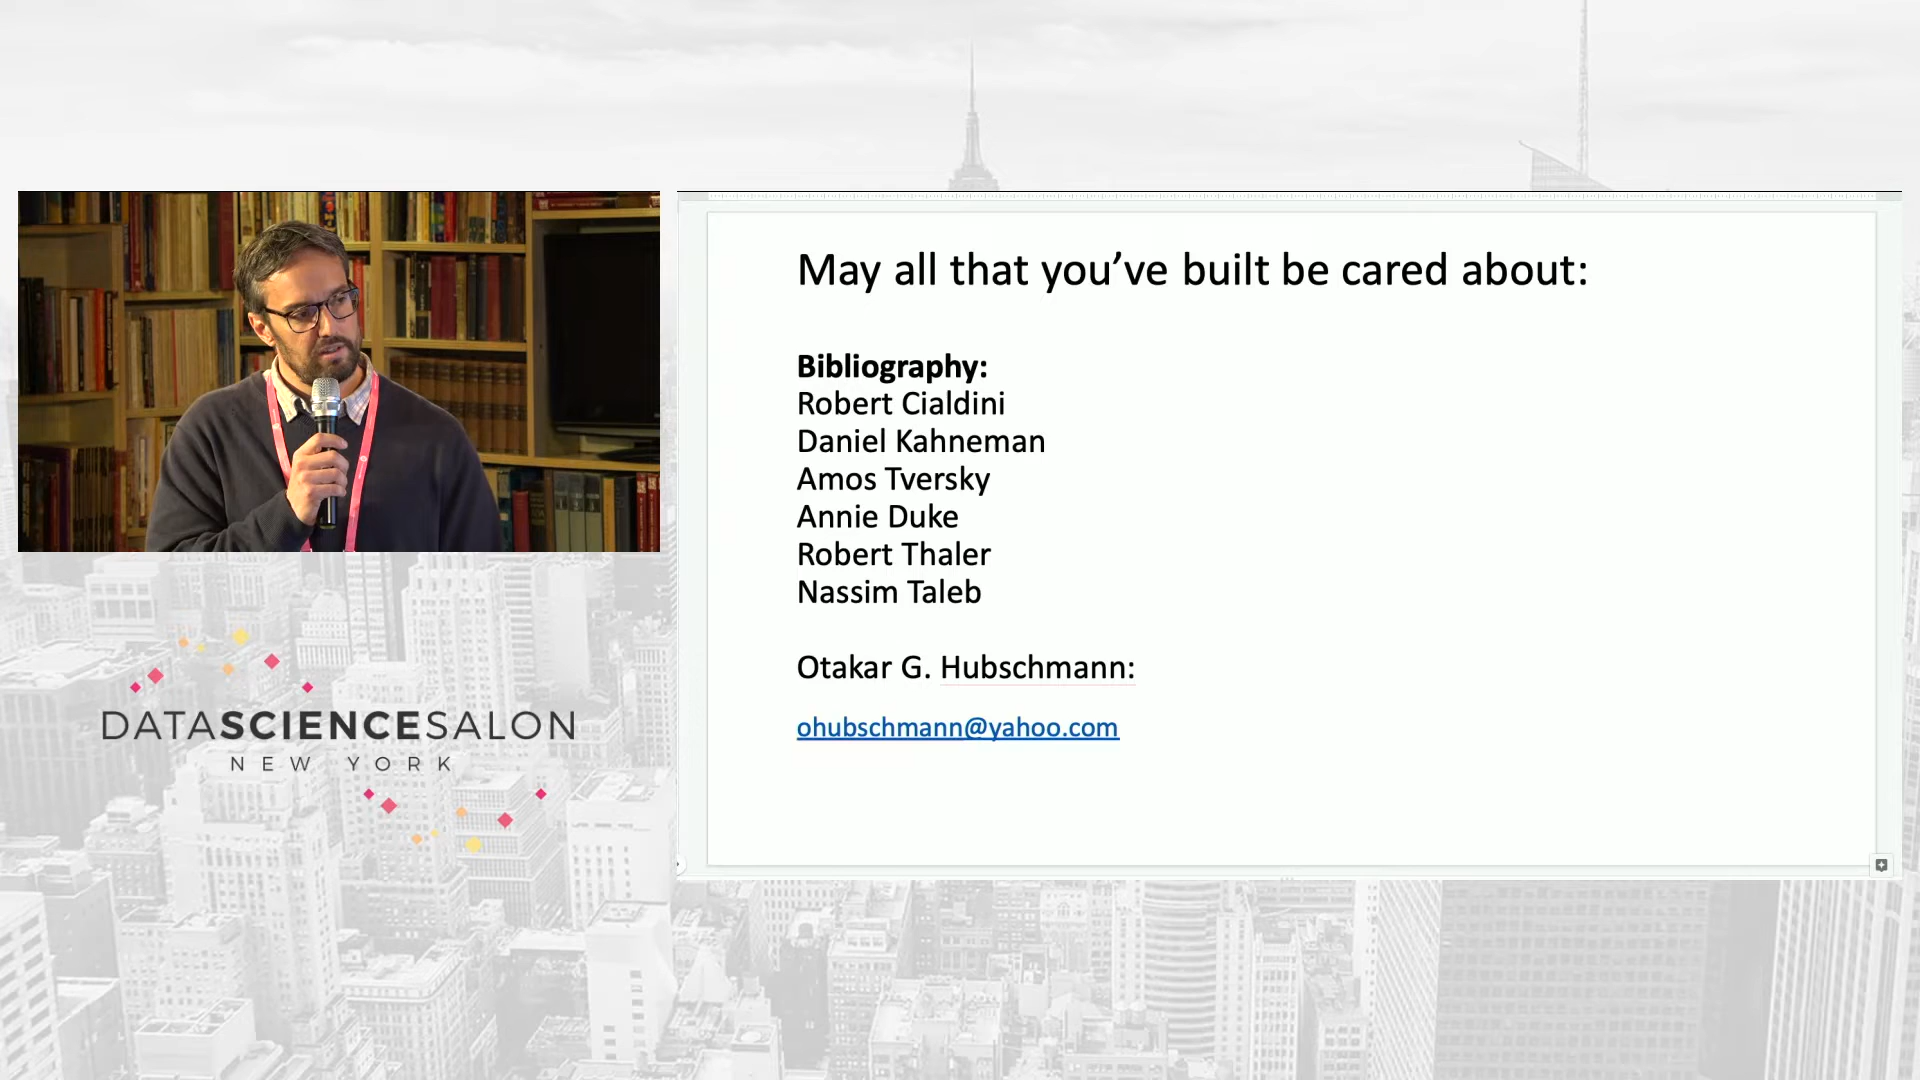 May all that you’ve built be cared about:
Bibliography:
Robert Cialdini
Daniel Kahneman
Amos Tversky
Annie Duke
Robert Thaler
Nassim Taleb
Otakar G. Hubschmann:
ohubschmann@yahoo.com
DATASCIENCESALON
NEW YORK